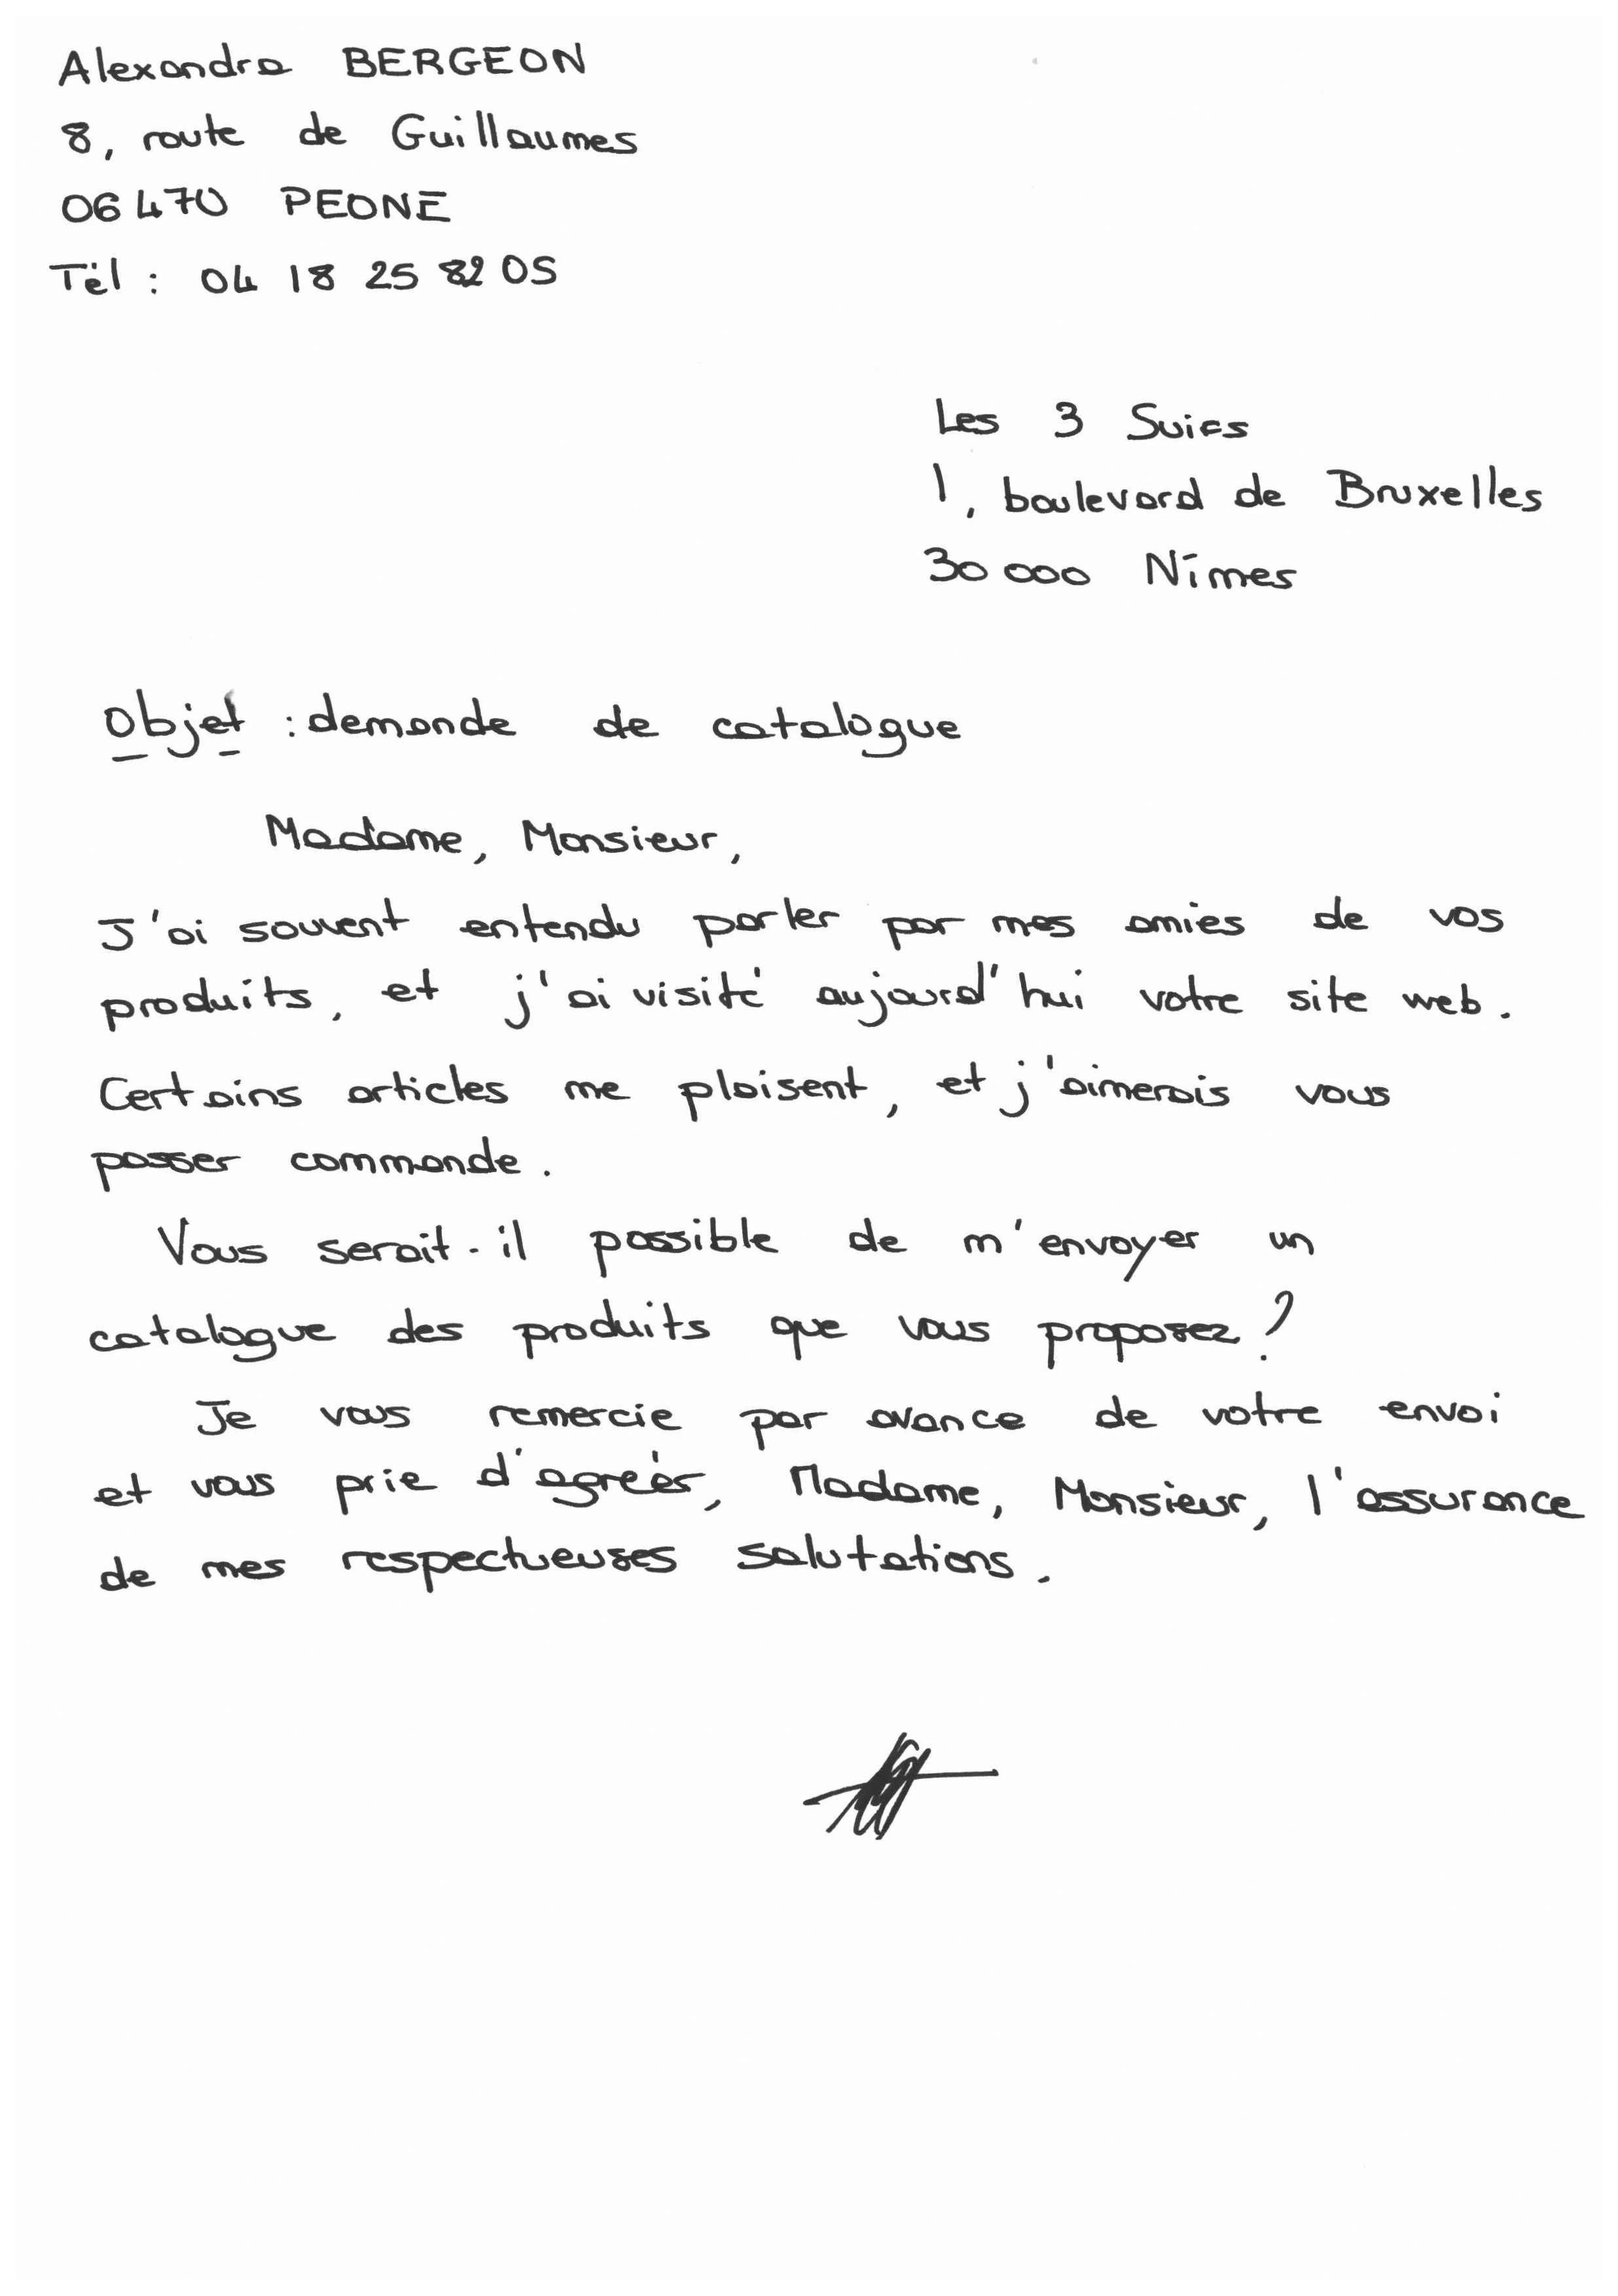 Alexandra BERGEON
8, route de Guillaumes
06470 PEONE
Tél : 04 18 25 82 05
Les 3 Suifs
1, boulevard de Bruxelles
30 000 Nîmes
Objet : demande de catalogue
Madame, Monsieur,
J'ai souvent entendu parler par mes amies de vos
produits, et j'ai visité aujourd'hui votre site web.
Certains articles me plaisent, et j'aimerais vous
passer commande.
Vous serait-il possible de m'envoyer un
catalogue des produits que vous proposez ?
Je vous remercie par avance de votre envoi
et vous prie d'agréer, Madame, Monsieur, l'assurance
de mes respectueuses salutations.